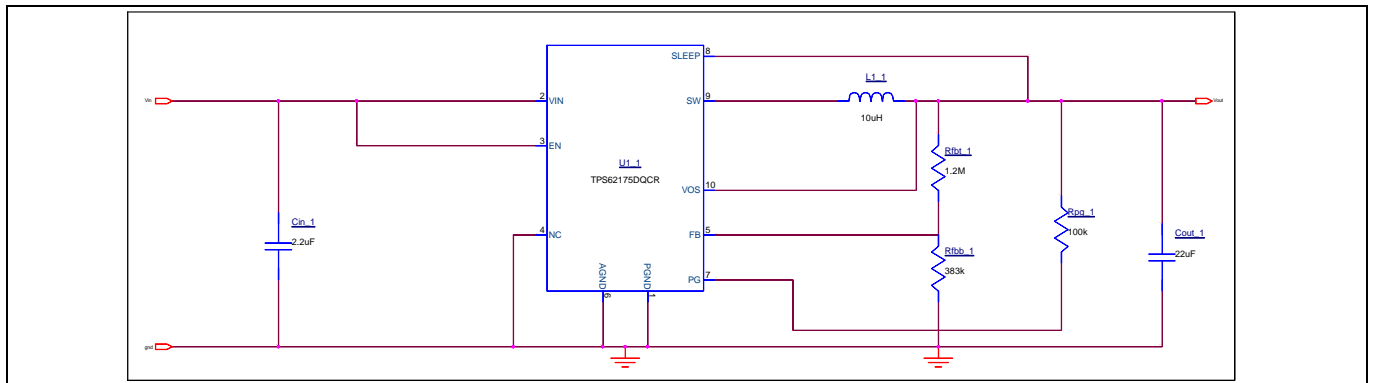 SLEEP
8
L1_1
10uH
Vin
2
VIN
SW
9
Vout
3
EN
U1_1
TPS62175DQCR
Rfbt_1
1.2M
VOS
10
Cin_1
2.2uF
4
NC
FB
5
Rpg_1
100k
Rfbb_1
383k
Cout_1
22uF
AGND
6
PGND
1
PG
7
gnd